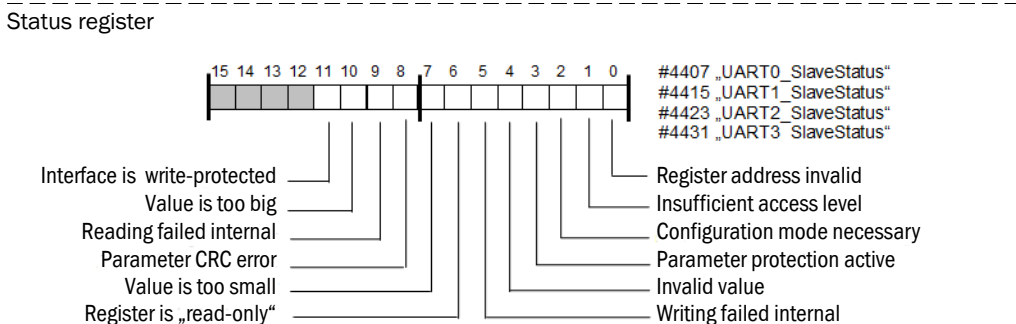 Status register
15 14 13 12 11 10 9 8 7 6 5 4 3 2 1 0
#4407 „UART0_SlaveStatus“
#4415 „UART1_SlaveStatus“
#4423 „UART2_SlaveStatus“
#4431 „UART3 SlaveStatus“
Interface is write-protected
Value is too big
Reading failed internal
Parameter CRC error
Value is too small
Register is „read-only“
Register address invalid
Insufficient access level
Configuration mode necessary
Parameter protection active
Invalid value
Writing failed internal